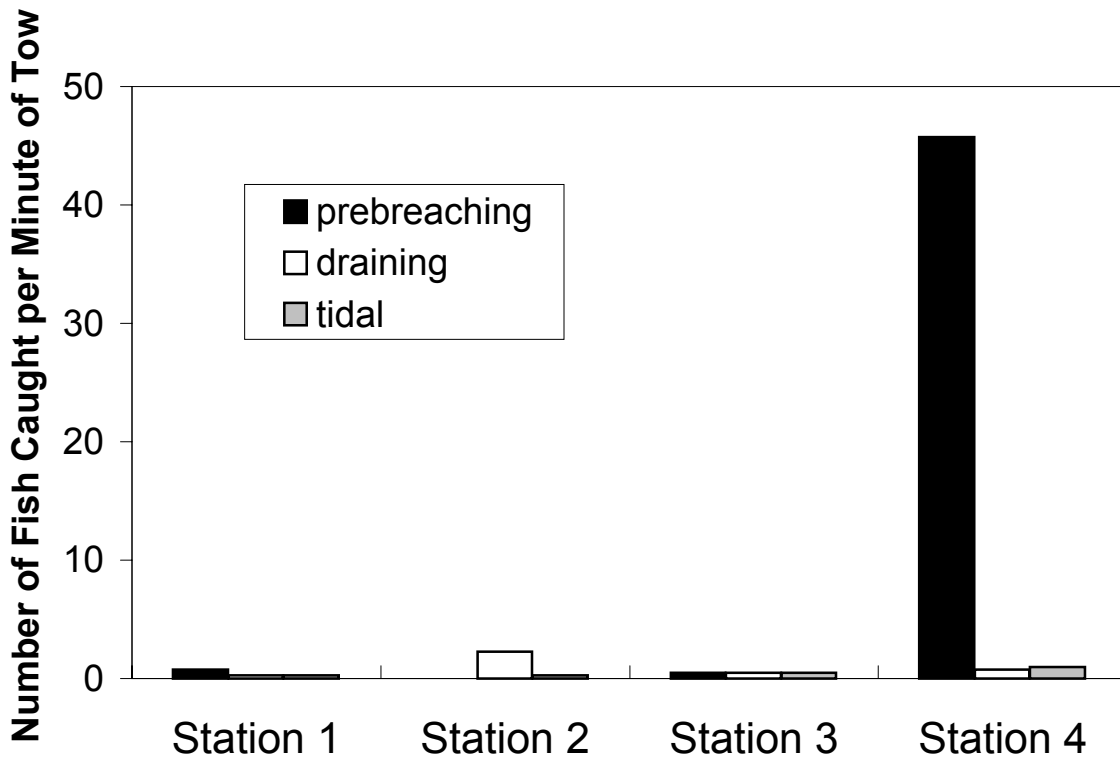 Number of Fish Caught per Minute of Tow
50
40
30
20
10
0
prebreaching
draining
tidal
Station 1 Station 2 Station 3 Station 4